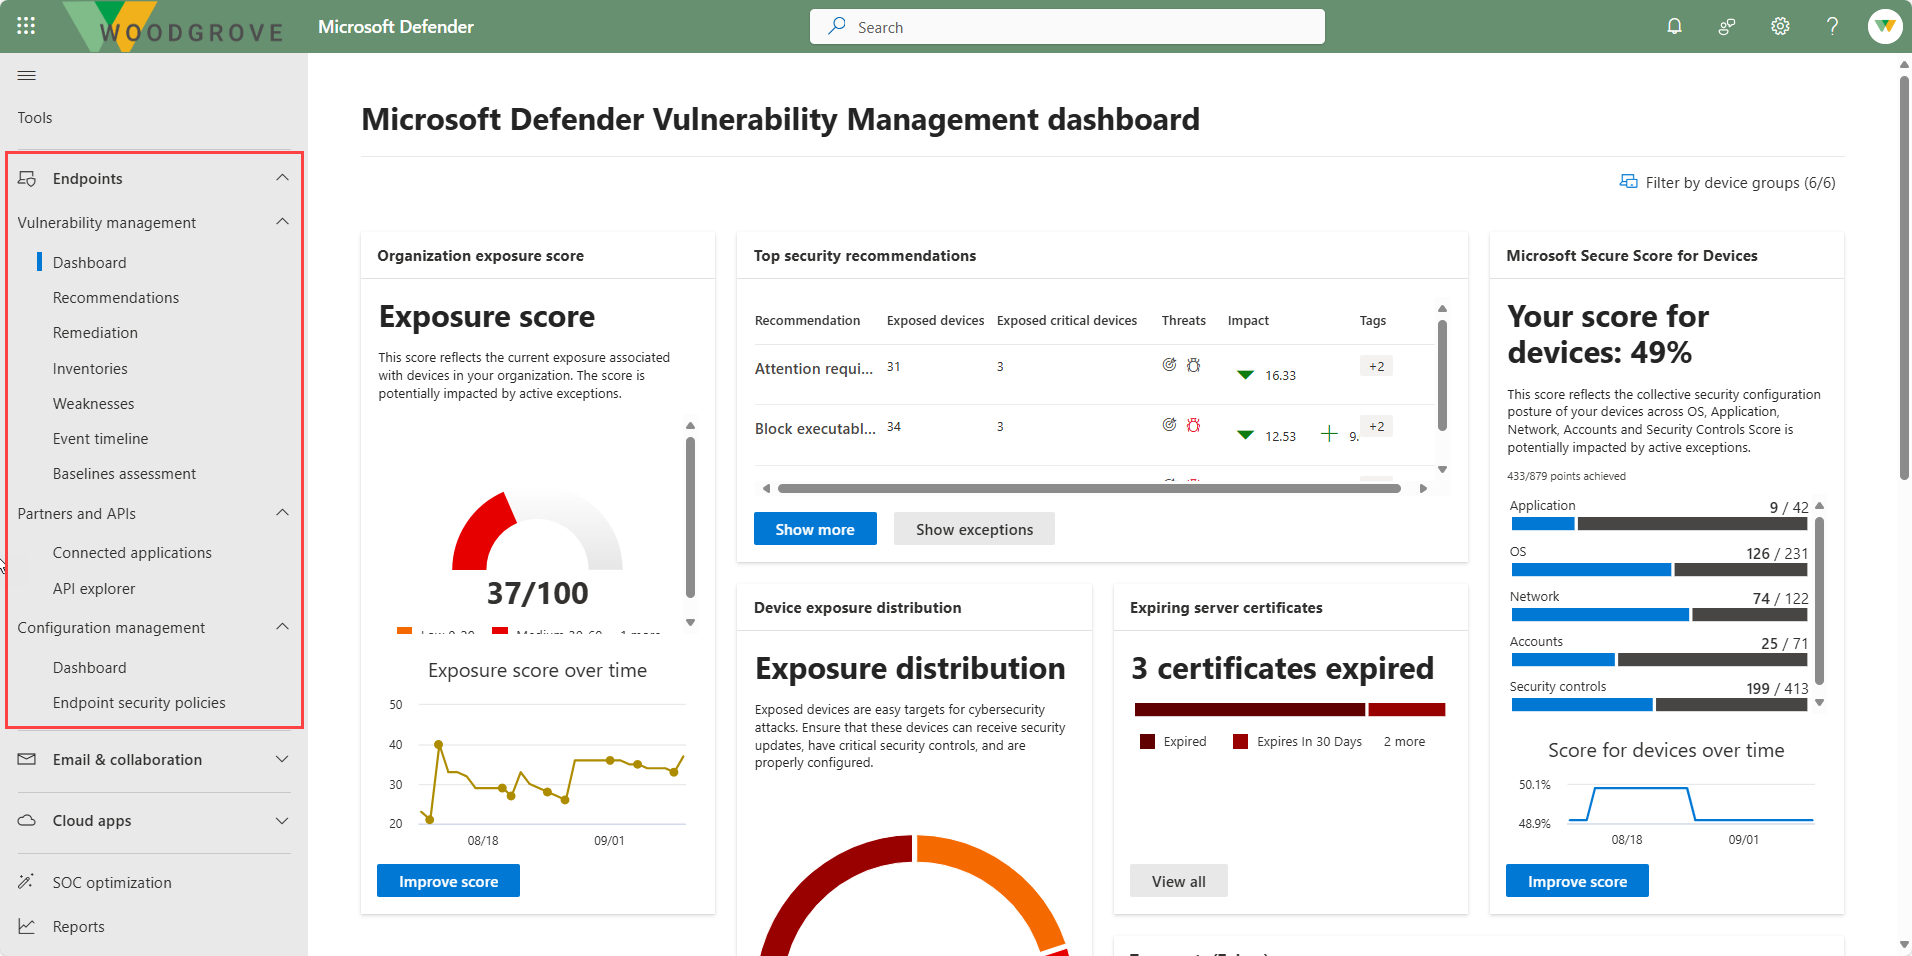 WOODGROVE
Microsoft Defender
Search
Tools
Endpoints
Vulnerability management
Dashboard
Recommendations
Remediation
Inventories
Weaknesses
Event timeline
Baselines assessment
Partners and APIs
Connected applications
API explorer
Configuration management
Dashboard
Endpoint security policies
Email & collaboration
Cloud apps
SOC optimization
Reports
Microsoft Defender Vulnerability Management dashboard
Filter by device groups (6/6)
Organization exposure score
Exposure score
This score reflects the current exposure associated
with devices in your organization. The score is
potentially impacted by active exceptions.
37/100
Exposure score over time
50
40
30
20
08/18 09/01
Improve score
Top security recommendations
Recommendation Exposed devices Exposed critical devices Threats Impact Tags
Attention requi... 31 3 16.33 +2
Block executabl... 34 3 12.53 9. +2
Show more Show exceptions
Device exposure distribution
Exposure distribution
Exposed devices are easy targets for cybersecurity
attacks. Ensure that these devices can receive security
updates, have critical security controls, and are
properly configured.
Expiring server certificates
3 certificates expired
Expired Expires In 30 Days 2 more
View all
Microsoft Secure Score for Devices
Your score for
devices: 49%
This score reflects the collective security configuration
posture of your devices across OS, Application,
Network, Accounts and Security Controls Score is
potentially impacted by active exceptions.
433/879 points achieved
Application 9 / 42
OS 126 / 231
Network 74 / 122
Accounts 25 / 71
Security controls 199 / 413
Score for devices over time
50.1%
48.9%
08/18 09/01
Improve score